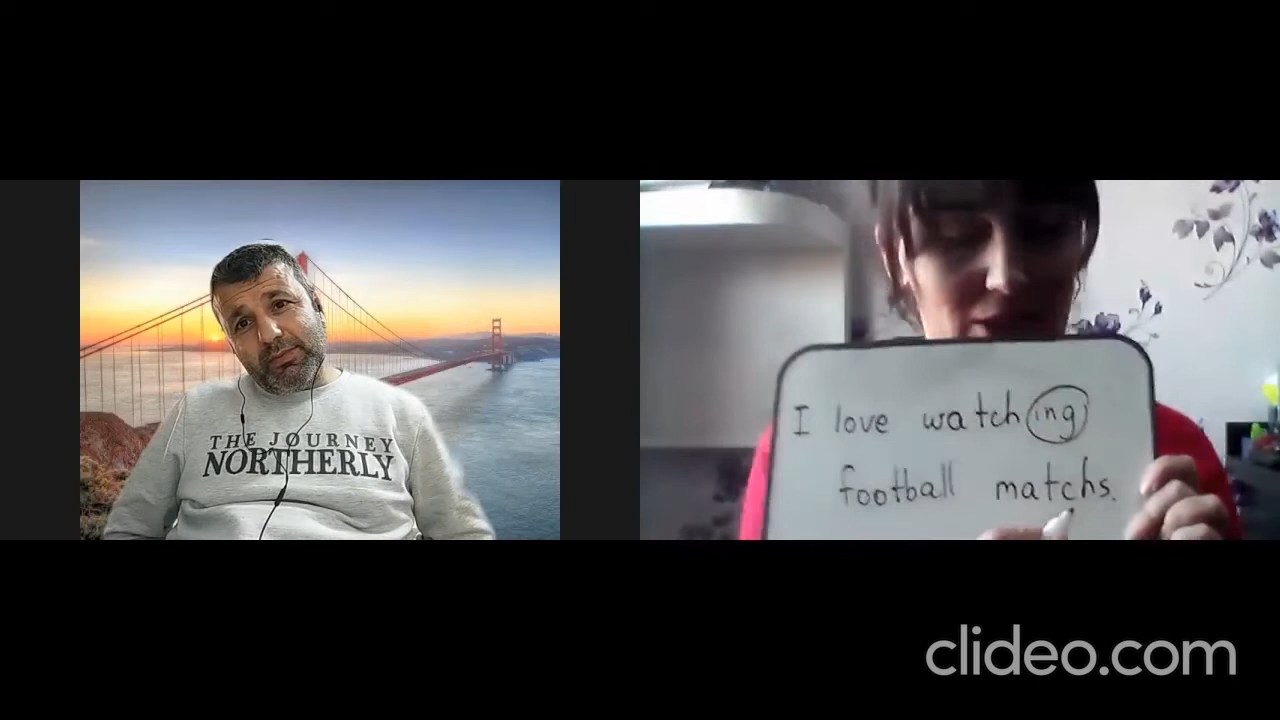 THE JOURNEY
NORTHERLY
I love watching
football matchs.
clideo.com